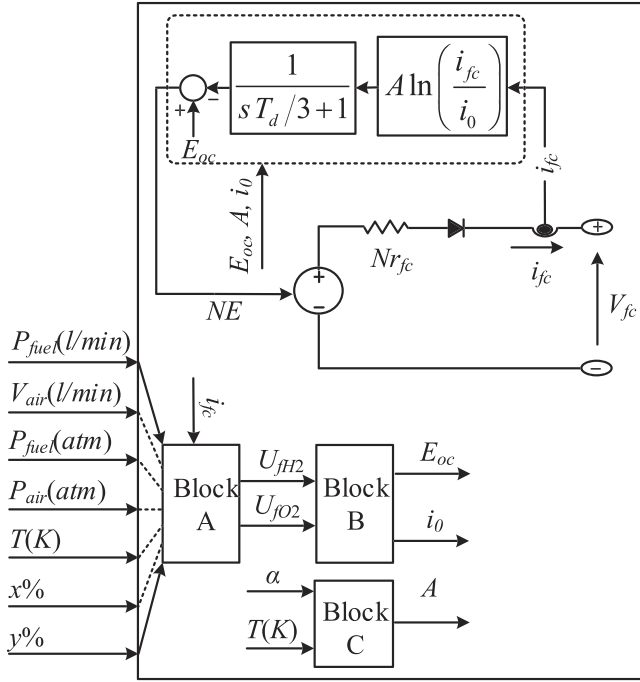 1
s T_d /3+1
A ln ( i_fc / i_0 )
+ −
E_oc
E_oc, A, i_0
i_fc
Nr_fc
i_fc
+
V_fc
−
+
−
NE
P_fuel(l/min)
V_air(l/min)
P_fuel(atm)
P_air(atm)
T(K)
x%
y%
i_fc
Block
A
U_fH2
U_fO2
Block
B
E_oc
i_0
α
T(K)
Block
C
A